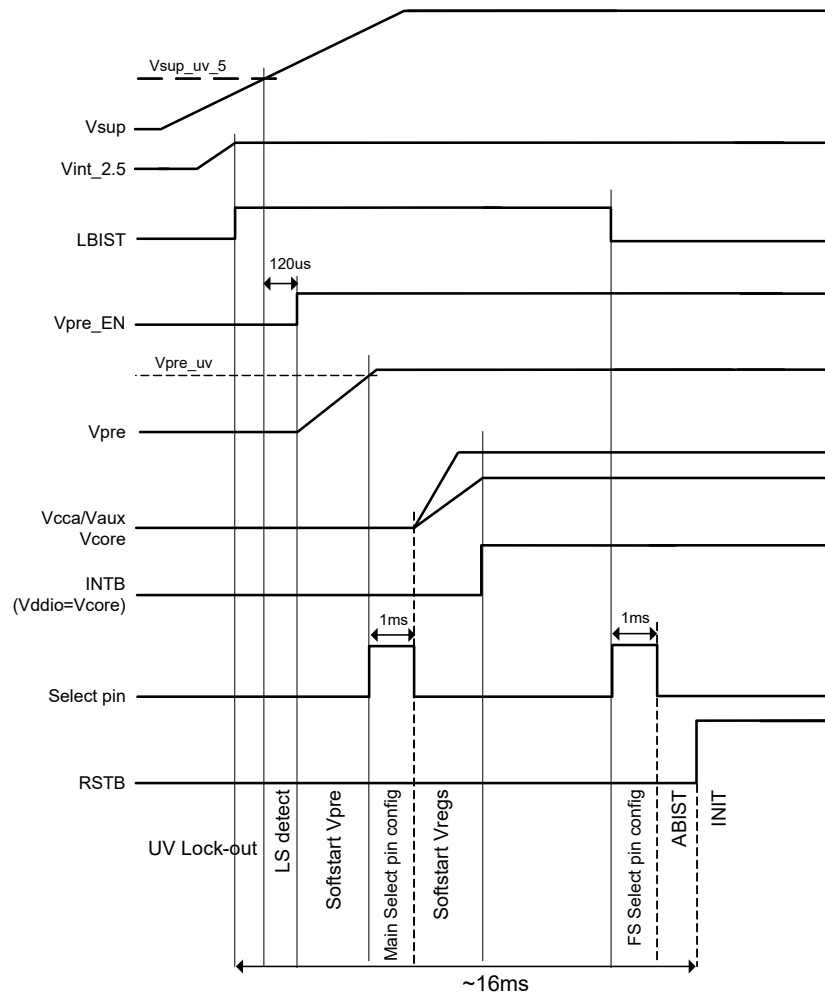 Vsup_uv_5
Vsup
Vint_2.5
LBIST
120us
Vpre_EN
Vpre_uv
Vpre
Vcca/Vaux
Vcore
INTB
(Vddio=Vcore)
1ms
1ms
Select pin
RSTB
UV Lock-out
LS detect
Softstart Vpre
Main Select pin config
Softstart Vregs
FS Select pin config
ABIST
INIT
~16ms